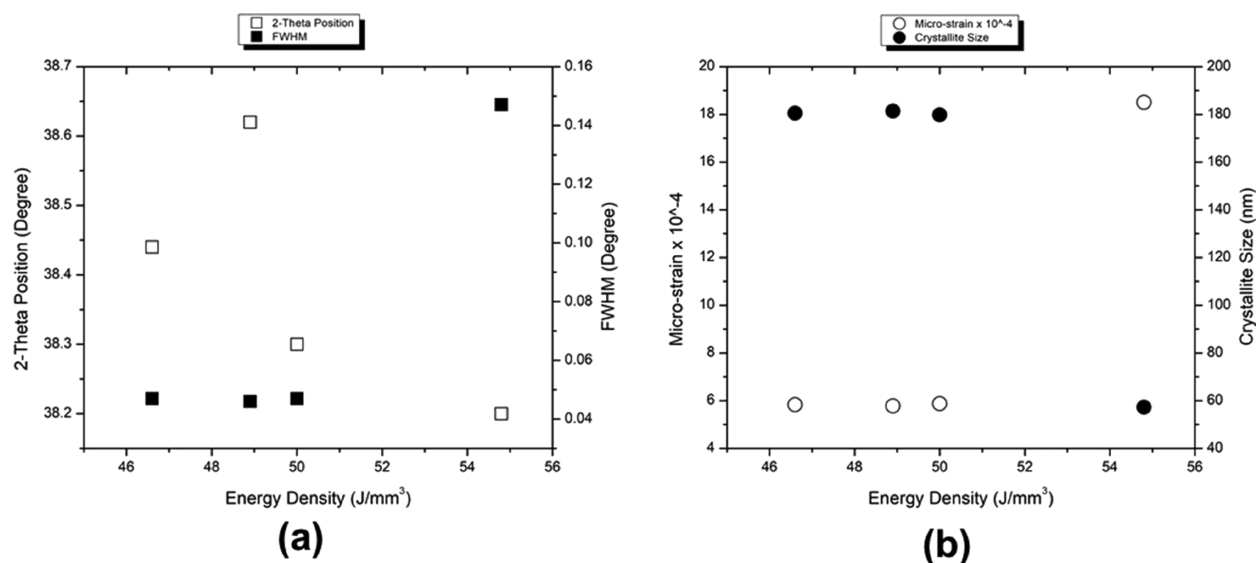 2-Theta Position
FWHM
38.7
38.6
38.5
38.4
38.3
38.2
2-Theta Position (Degree)
0.16
0.14
0.12
0.10
0.08
0.06
0.04
FWHM (Degree)
46 48 50 52 54 56
Energy Density (J/mm³)
(a)
Micro-strain x 10^-4
Crystallite Size
20
18
16
14
12
10
8
6
4
Micro-strain x 10^-4
200
180
160
140
120
100
80
60
40
Crystallite Size (nm)
46 48 50 52 54 56
Energy Density (J/mm³)
(b)